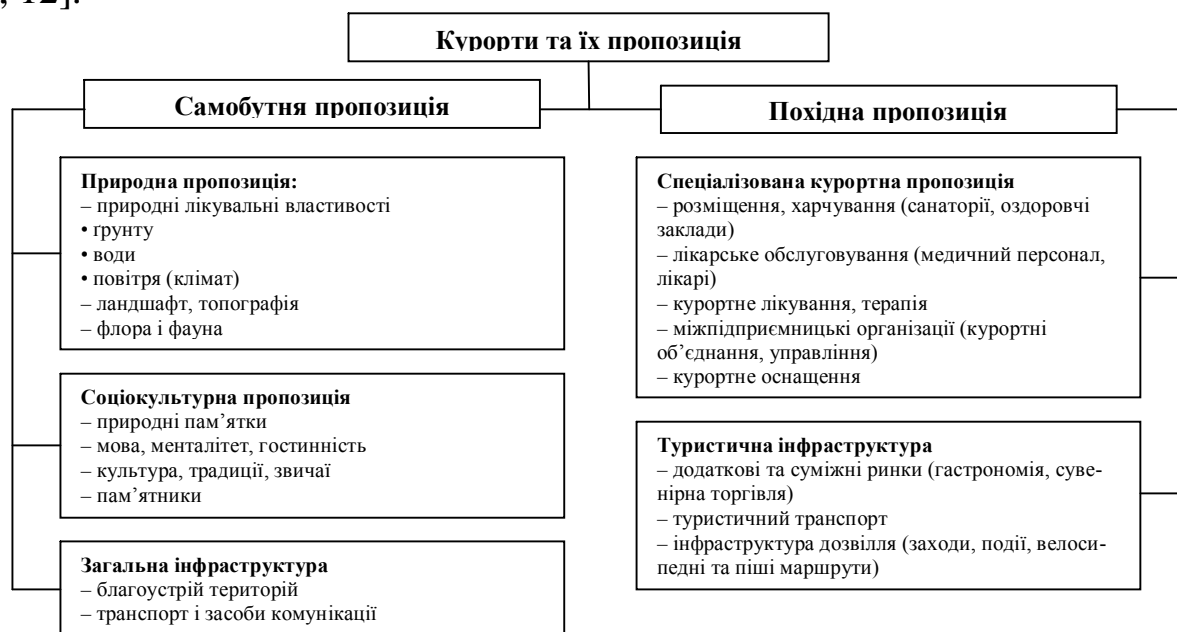 , 12].
Курорти та їх пропозиція
Самобутня пропозиція
Похідна пропозиція
Природна пропозиція:
– природні лікувальні властивості
• ґрунту
• води
• повітря (клімат)
– ландшафт, топографія
– флора і фауна
Соціокультурна пропозиція
– природні пам’ятки
– мова, менталітет, гостинність
– культура, традиції, звичаї
– пам’ятники
Загальна інфраструктура
– благоустрій територій
– транспорт і засоби комунікації
Спеціалізована курортна пропозиція
– розміщення, харчування (санаторії, оздоровчі
заклади)
– лікарське обслуговування (медичний персонал,
лікарі)
– курортне лікування, терапія
– міжпідприємницькі організації (курортні
об’єднання, управління)
– курортне оснащення
Туристична інфраструктура
– додаткові та суміжні ринки (гастрономія, суве-
нірна торгівля)
– туристичний транспорт
– інфраструктура дозвілля (заходи, події, велоси-
педні та піші маршрути)